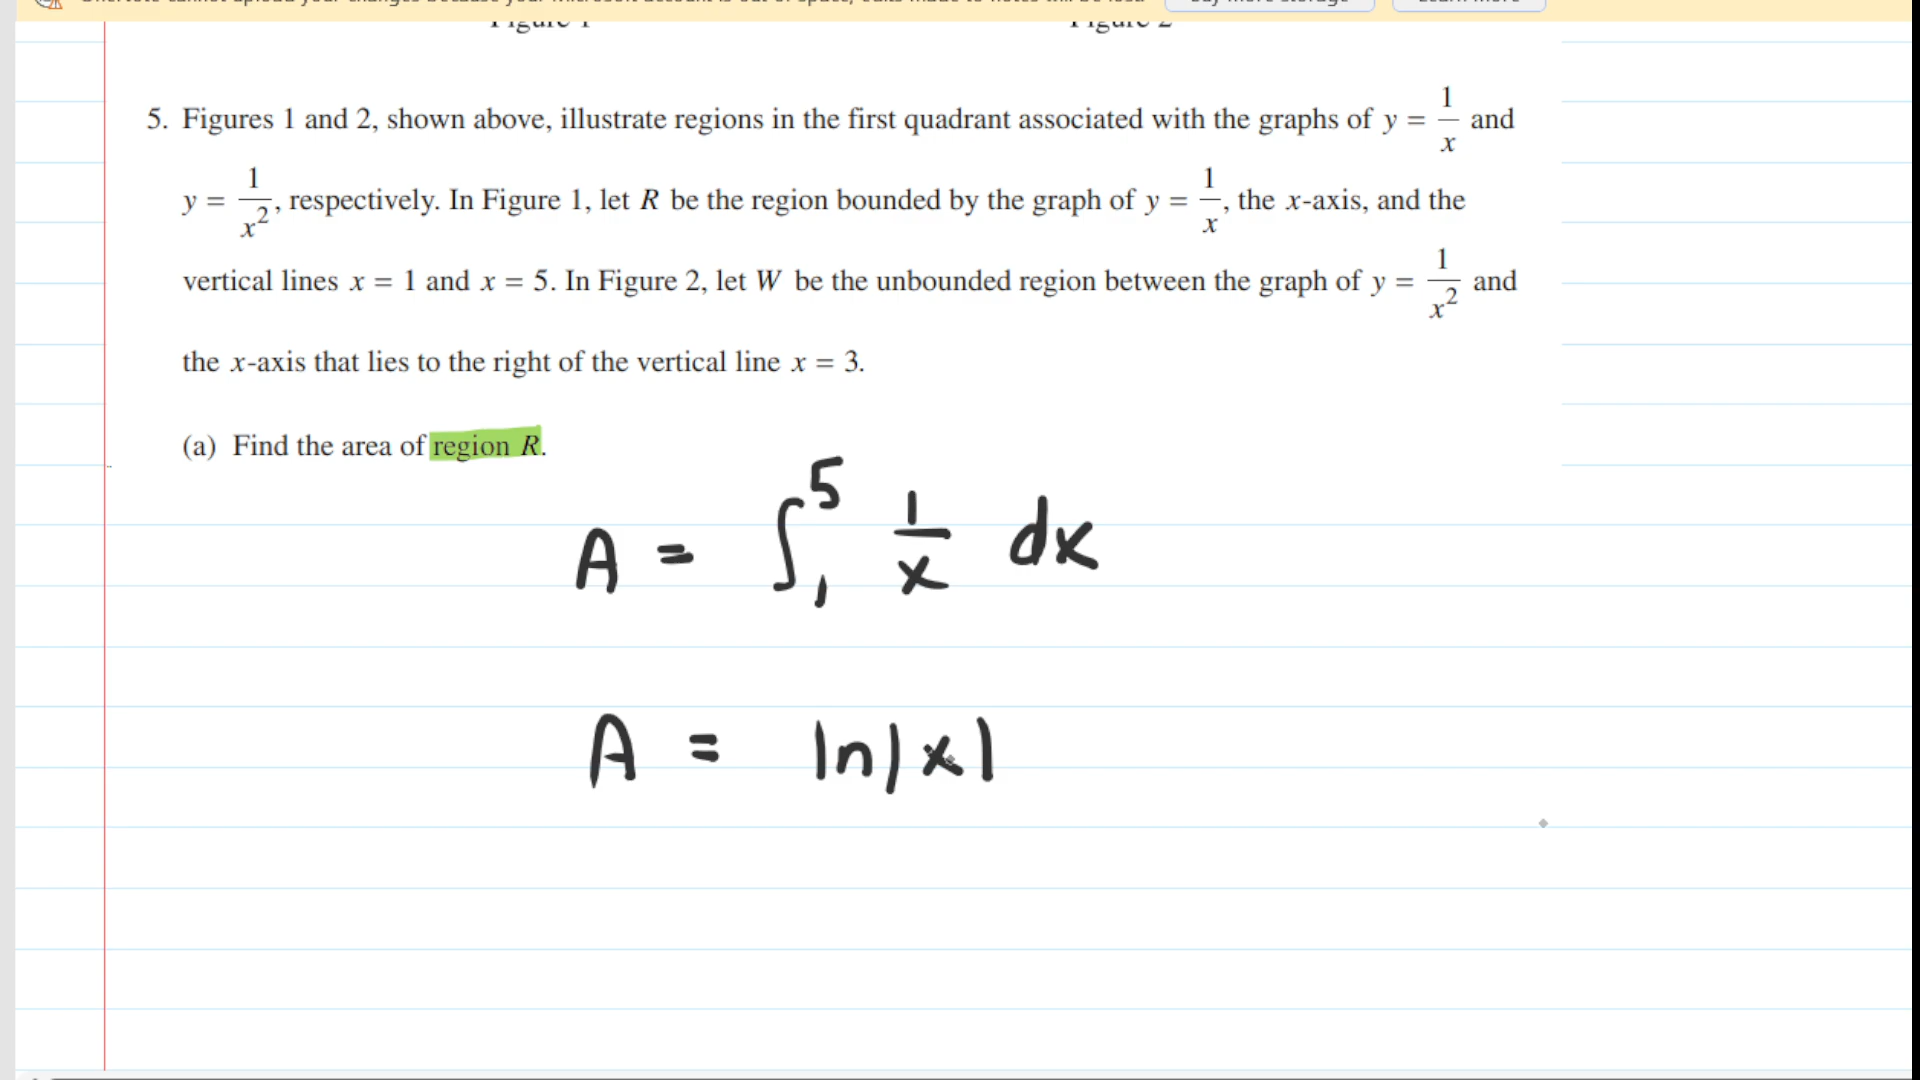 Figure 1 Figure 2
5. Figures 1 and 2, shown above, illustrate regions in the first quadrant associated with the graphs of y = 1/x and
y = 1/x², respectively. In Figure 1, let R be the region bounded by the graph of y = 1/x, the x-axis, and the
vertical lines x = 1 and x = 5. In Figure 2, let W be the unbounded region between the graph of y = 1/x² and
the x-axis that lies to the right of the vertical line x = 3.
(a) Find the area of region R.
A = ∫₁⁵ 1/x dx
A = ln|x|